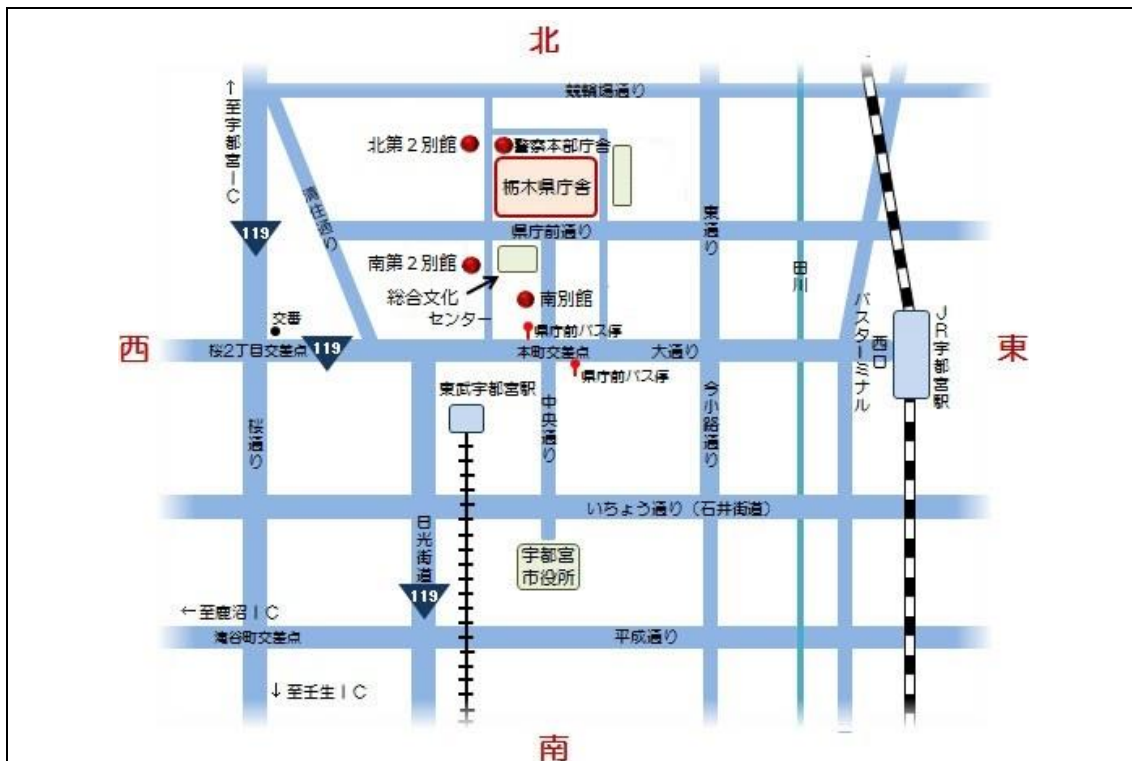 北
競輪場通り
↑至宇都宮IC
北第2別館
警察本部庁舎
栃木県庁舎
119
県庁前通り
東通り
南第2別館
総合文化
センター
南別館
田川
交番
県庁前バス停
西
桜2丁目交差点
119
本町交差点
大通り
県庁前バス停
バスターミナル
西口
JR宇都宮駅
東
東武宇都宮駅
桜通り
中央通り
今小路通り
いちょう通り(石井街道)
日光街道
宇都宮
市役所
119
←至鹿沼IC
滝谷町交差点
平成通り
↓至壬生IC
南